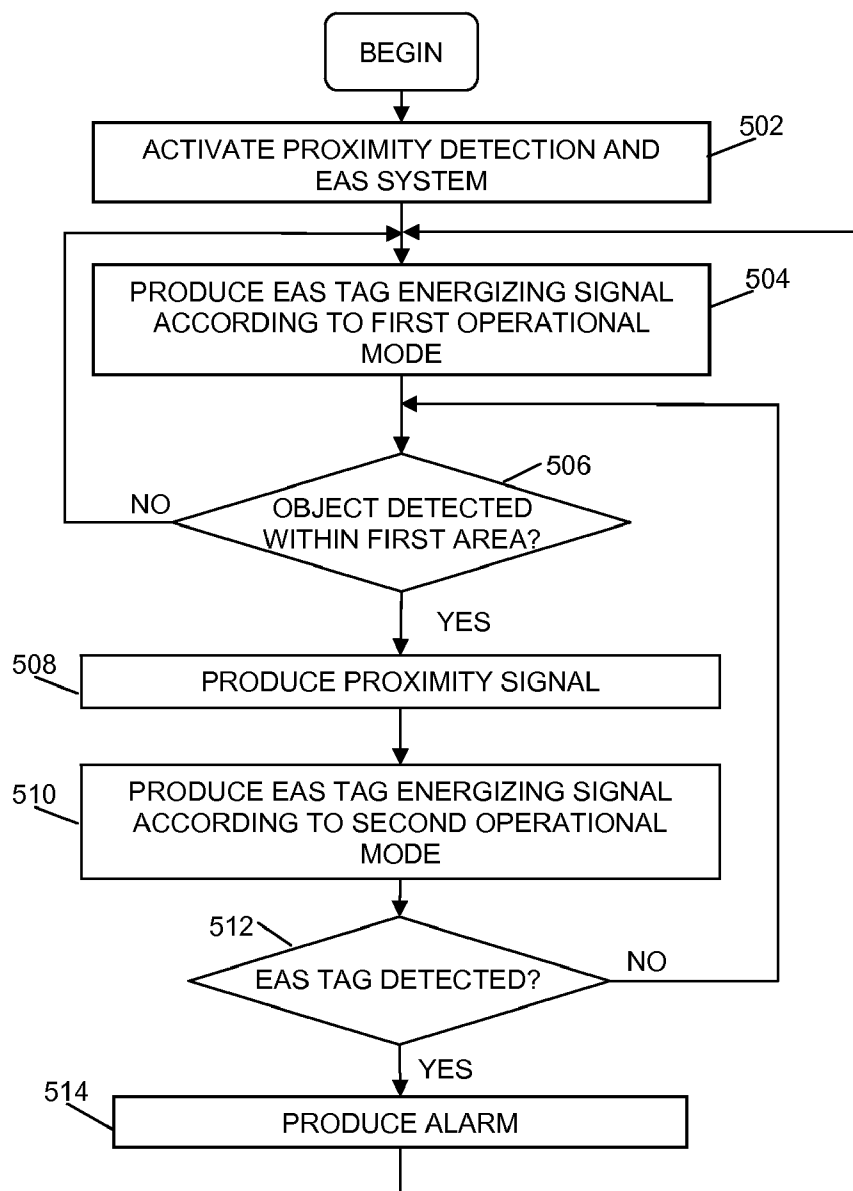 BEGIN
502
ACTIVATE PROXIMITY DETECTION AND
EAS SYSTEM
504
PRODUCE EAS TAG ENERGIZING SIGNAL
ACCORDING TO FIRST OPERATIONAL
MODE
506
NO
OBJECT DETECTED
WITHIN FIRST AREA?
YES
508
PRODUCE PROXIMITY SIGNAL
510
PRODUCE EAS TAG ENERGIZING SIGNAL
ACCORDING TO SECOND OPERATIONAL
MODE
512
EAS TAG DETECTED?
NO
YES
514
PRODUCE ALARM